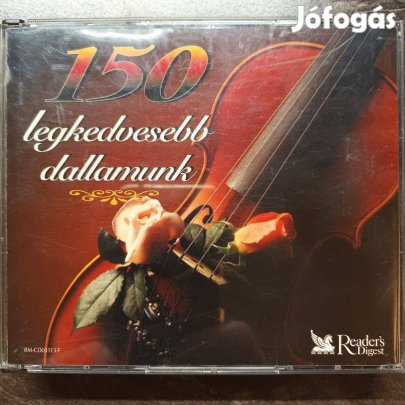 Jófogás
150
legkedvesebb
dallamunk
Reader's
Digest